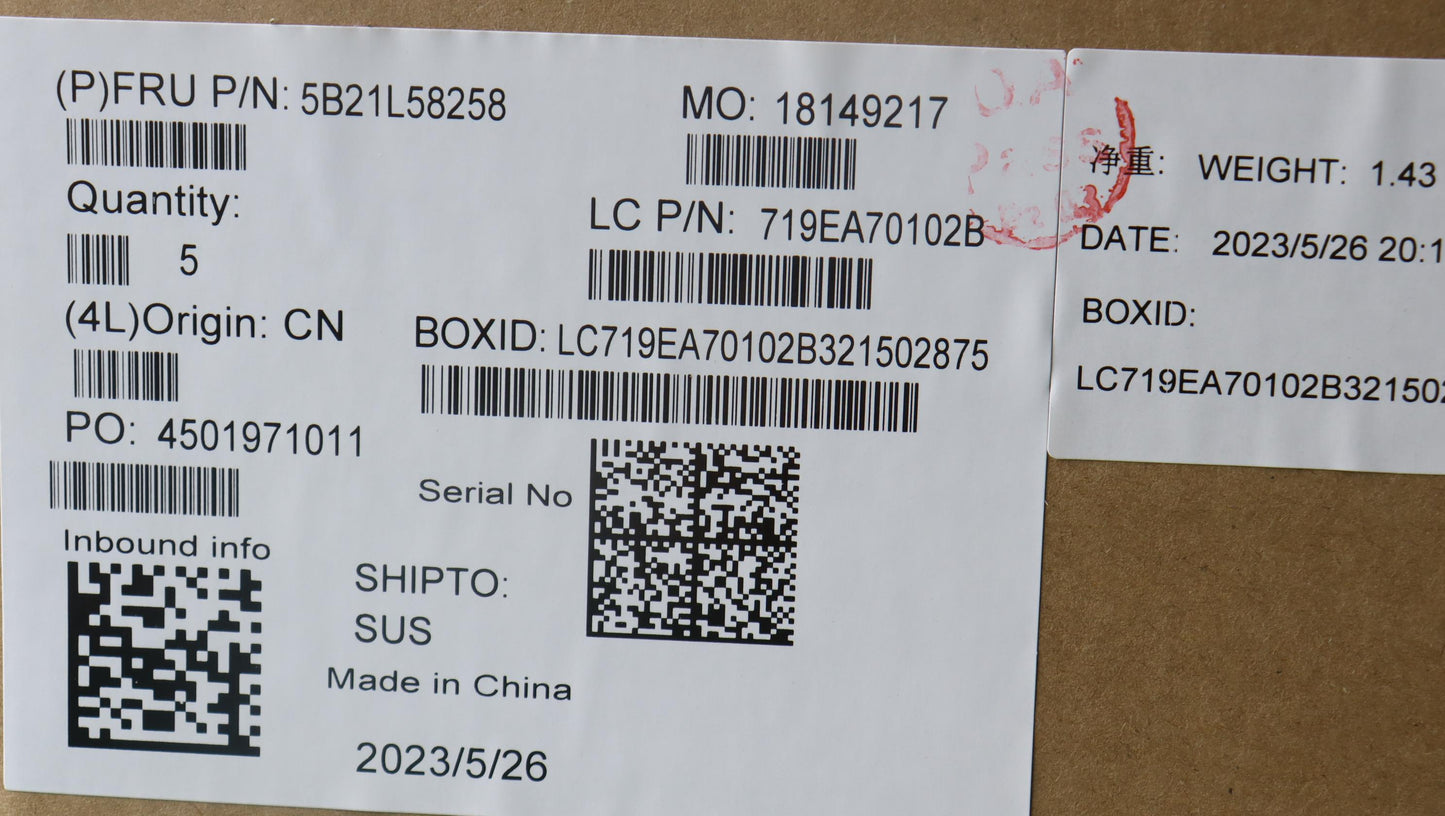 (P)FRU P/N: 5B21L58258
MO: 18149217
Quantity:
5
LC P/N: 719EA70102B
(4L)Origin: CN
BOXID: LC719EA70102B321502875
PO: 4501971011
Serial No
Inbound info
SHIPTO:
SUS
Made in China
2023/5/26
Q.A
净重: WEIGHT: 1.43
DATE: 2023/5/26 20:1
BOXID:
LC719EA70102B321502